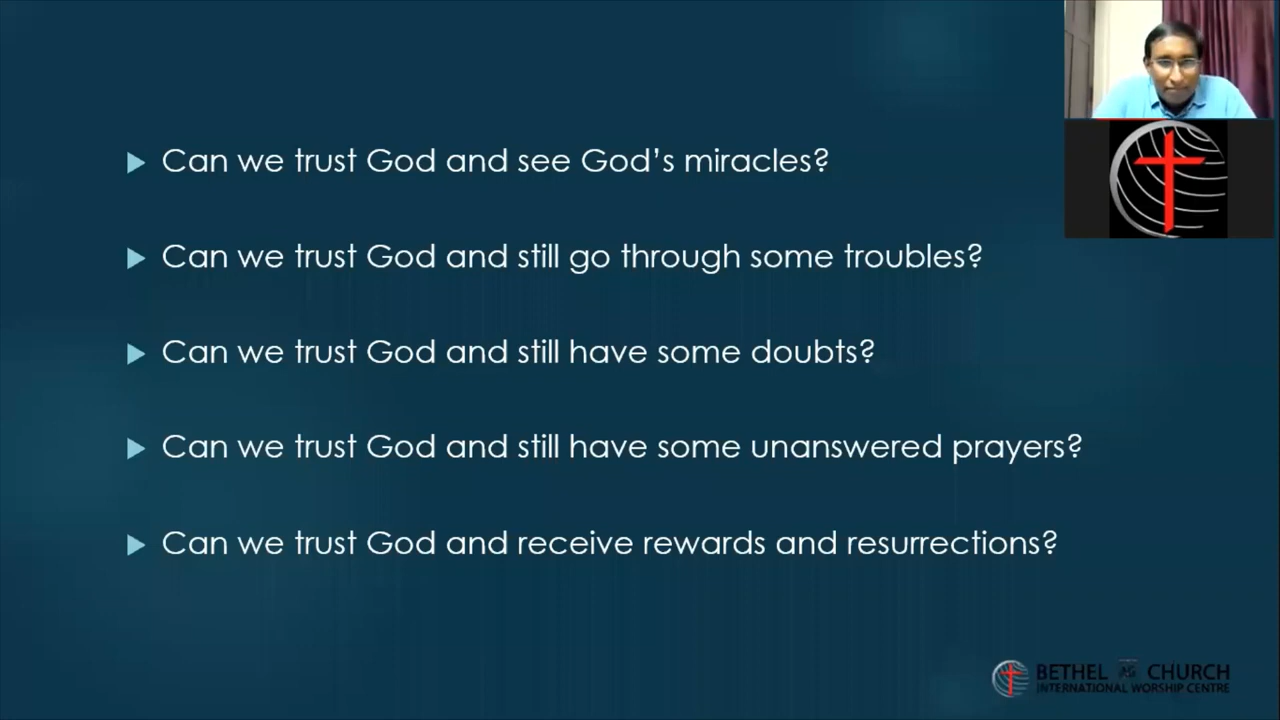 Can we trust God and see God's miracles?
Can we trust God and still go through some troubles?
Can we trust God and still have some doubts?
Can we trust God and still have some unanswered prayers?
Can we trust God and receive rewards and resurrections?
BETHEL AG CHURCH
INTERNATIONAL WORSHIP CENTRE